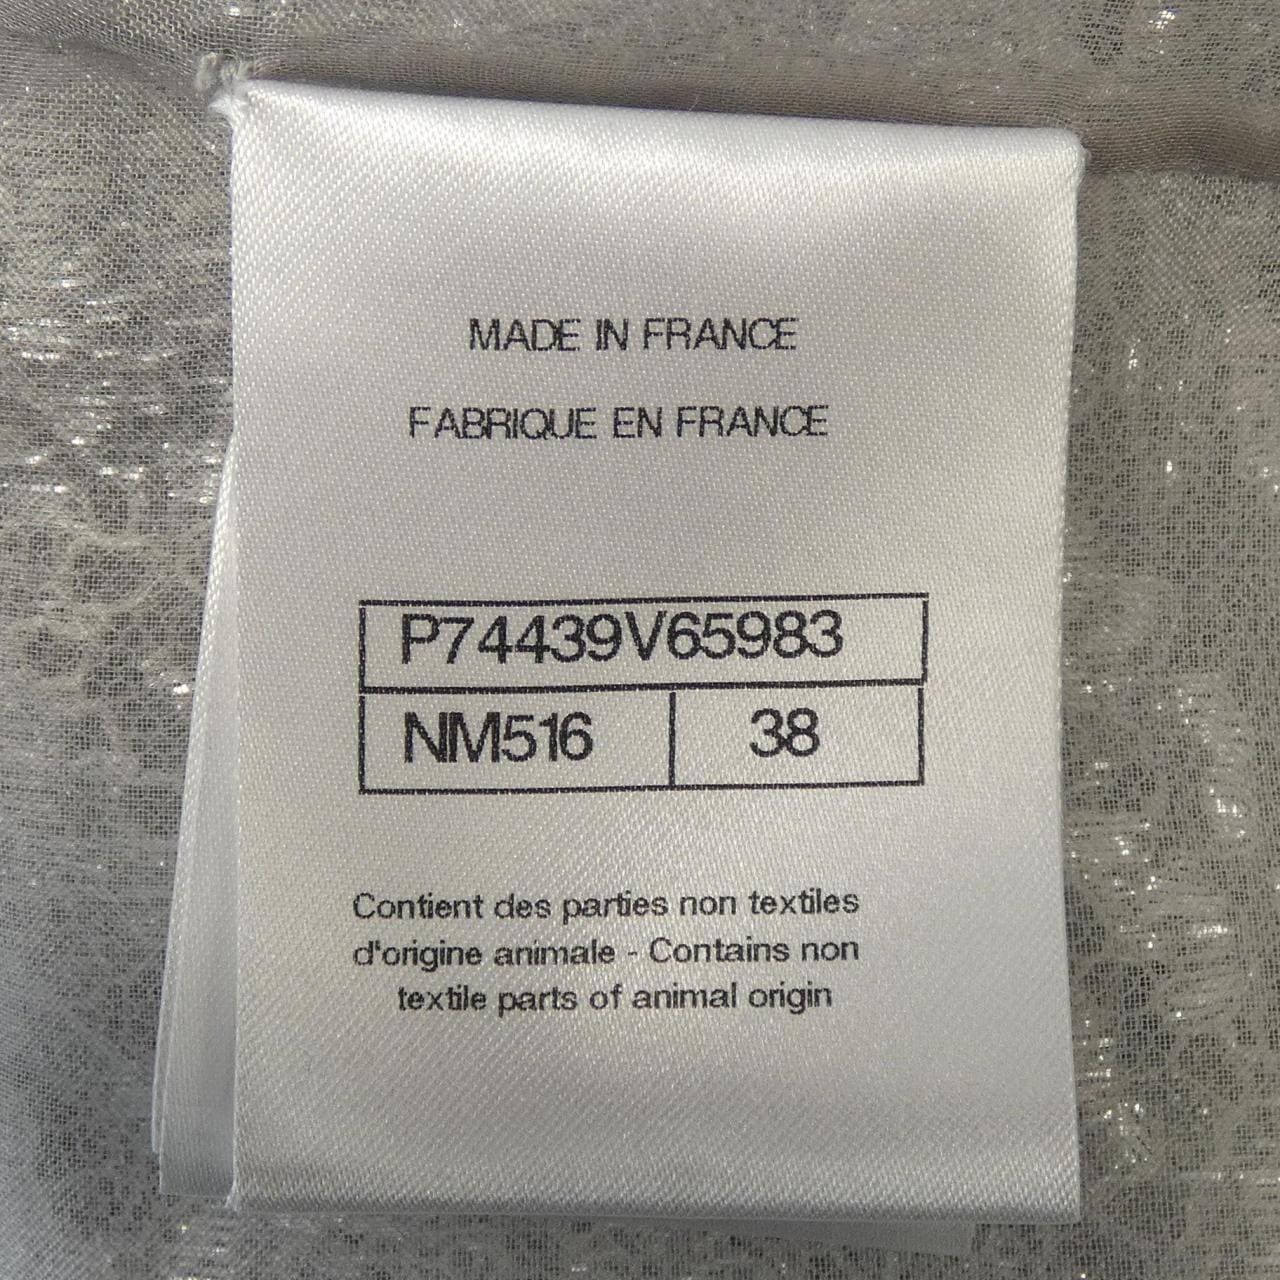 MADE IN FRANCE
FABRIQUE EN FRANCE
P74439V65983
NM516 38
Contient des parties non textiles
d'origine animale - Contains non
textile parts of animal origin